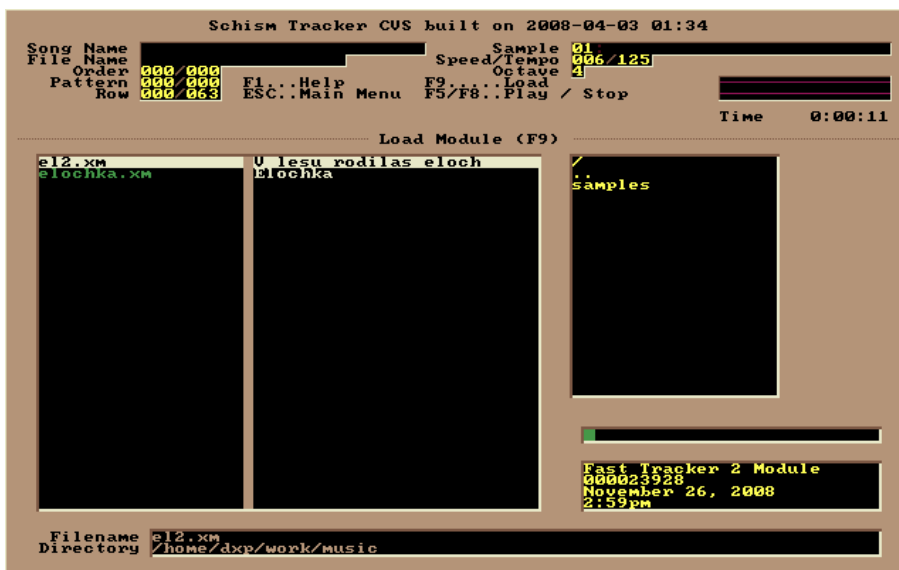 Schism Tracker CVS built on 2008-04-03 01:34
Song Name Sample 01
File Name Speed/Tempo 006/125
Order 000/000 Octave 4
Pattern 000/000 F1...Help F9.....Load
Row 000/063 ESC..Main Menu F5/F8..Play / Stop
Time 0:00:11
Load Module (F9)
el2.xm V lesu rodilas eloch /
elochka.xm Elochka ..
samples
Fast Tracker 2 Module
000023928
November 26, 2008
2:59pm
Filename el2.xm
Directory /home/dxp/work/music